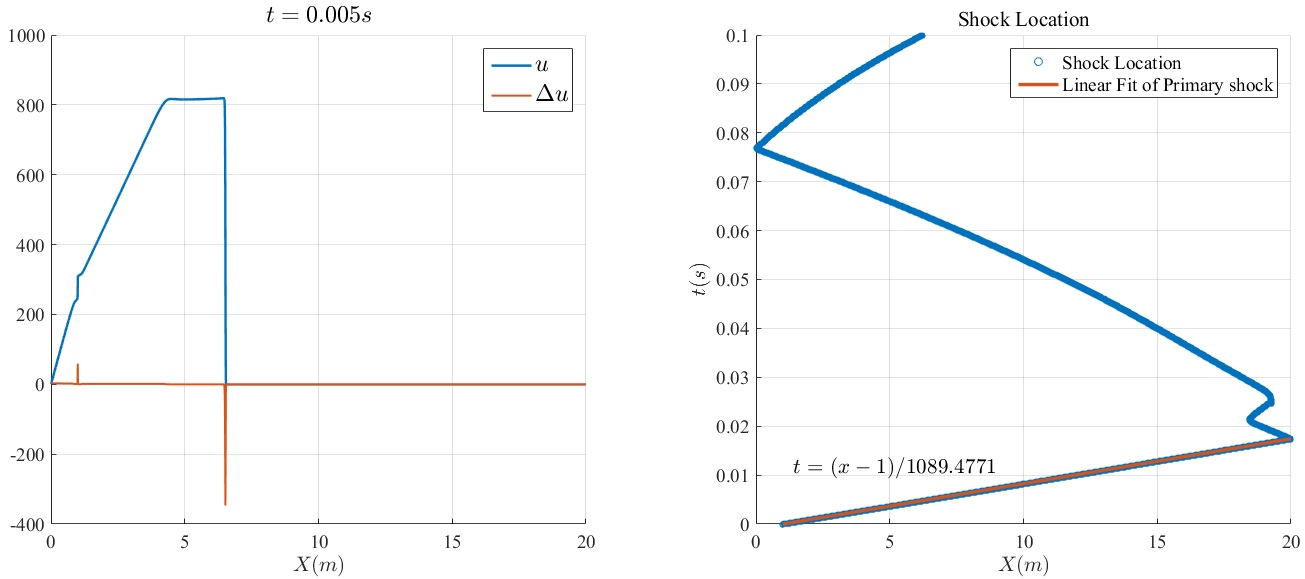 t = 0.005s
1000
800
600
400
200
0
-200
-400
0 5 10 15 20
X(m)
u
Δu
Shock Location
0.1
0.09
0.08
0.07
0.06
0.05
0.04
0.03
0.02
0.01
0
t(s)
0 5 10 15 20
X(m)
Shock Location
Linear Fit of Primary shock
t = (x − 1)/1089.4771